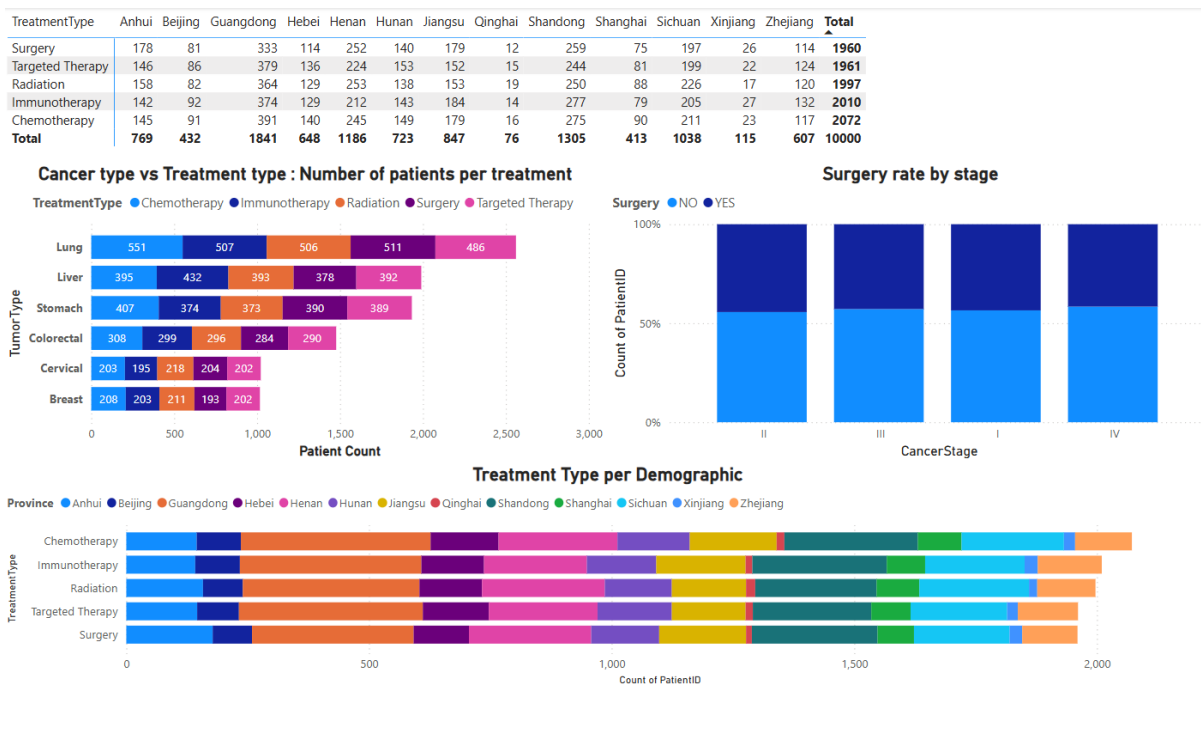 TreatmentType Anhui Beijing Guangdong Hebei Henan Hunan Jiangsu Qinghai Shandong Shanghai Sichuan Xinjiang Zhejiang Total
Surgery 178 81 333 114 252 140 179 12 259 75 197 26 114 1960
Targeted Therapy 146 86 379 136 224 153 152 15 244 81 199 22 124 1961
Radiation 158 82 364 129 253 138 153 19 250 88 226 17 120 1997
Immunotherapy 142 92 374 129 212 143 184 14 277 79 205 27 132 2010
Chemotherapy 145 91 391 140 245 149 179 16 275 90 211 23 117 2072
Total 769 432 1841 648 1186 723 847 76 1305 413 1038 115 607 10000
Cancer type vs Treatment type : Number of patients per treatment
TreatmentType Chemotherapy Immunotherapy Radiation Surgery Targeted Therapy
TumorType
Lung 551 507 506 511 486
Liver 395 432 393 378 392
Stomach 407 374 373 390 389
Colorectal 308 299 296 284 290
Cervical 203 195 218 204 202
Breast 208 203 211 193 202
0 500 1,000 1,500 2,000 2,500 3,000
Patient Count
Surgery rate by stage
Surgery NO YES
Count of PatientID
100%
50%
0%
II III I IV
CancerStage
Treatment Type per Demographic
Province Anhui Beijing Guangdong Hebei Henan Hunan Jiangsu Qinghai Shandong Shanghai Sichuan Xinjiang Zhejiang
TreatmentType
Chemotherapy
Immunotherapy
Radiation
Targeted Therapy
Surgery
0 500 1,000 1,500 2,000
Count of PatientID